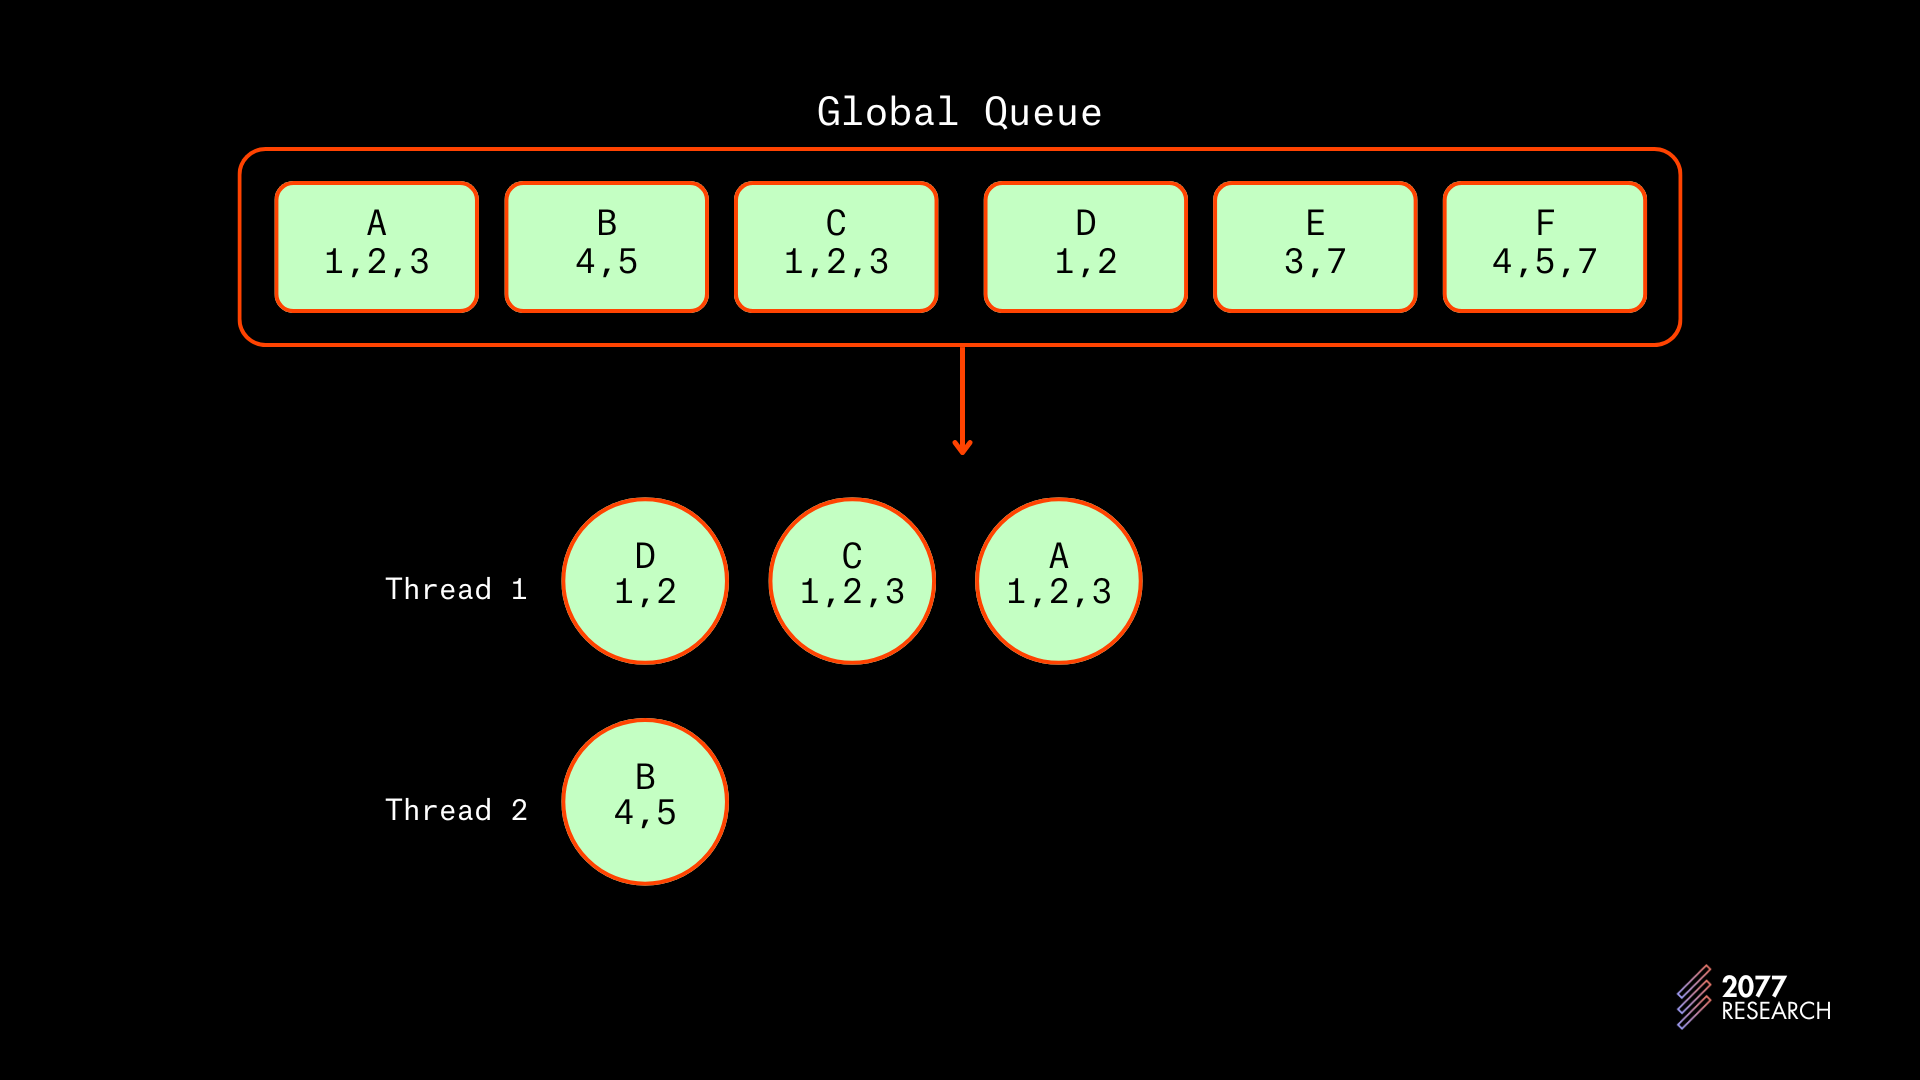 Global Queue
A
1,2,3
B
4,5
C
1,2,3
D
1,2
E
3,7
F
4,5,7
Thread 1
D
1,2
C
1,2,3
A
1,2,3
Thread 2
B
4,5
2077
RESEARCH